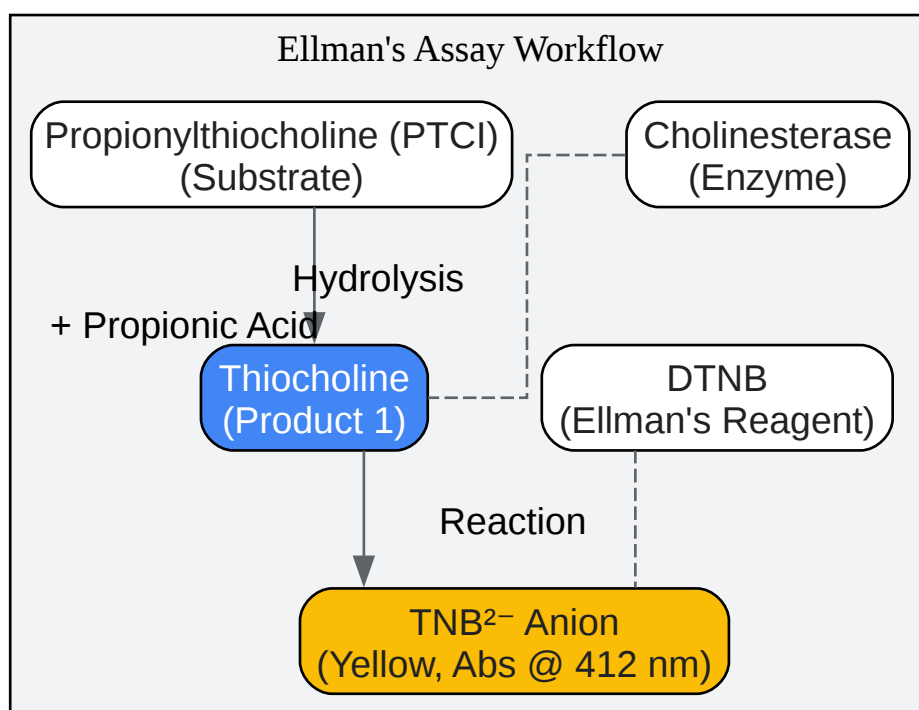 Ellman's Assay Workflow
Propionylthiocholine (PTCI)
(Substrate)
Cholinesterase
(Enzyme)
Hydrolysis
+ Propionic Acid
Thiocholine
(Product 1)
DTNB
(Ellman's Reagent)
Reaction
TNB²⁻ Anion
(Yellow, Abs @ 412 nm)